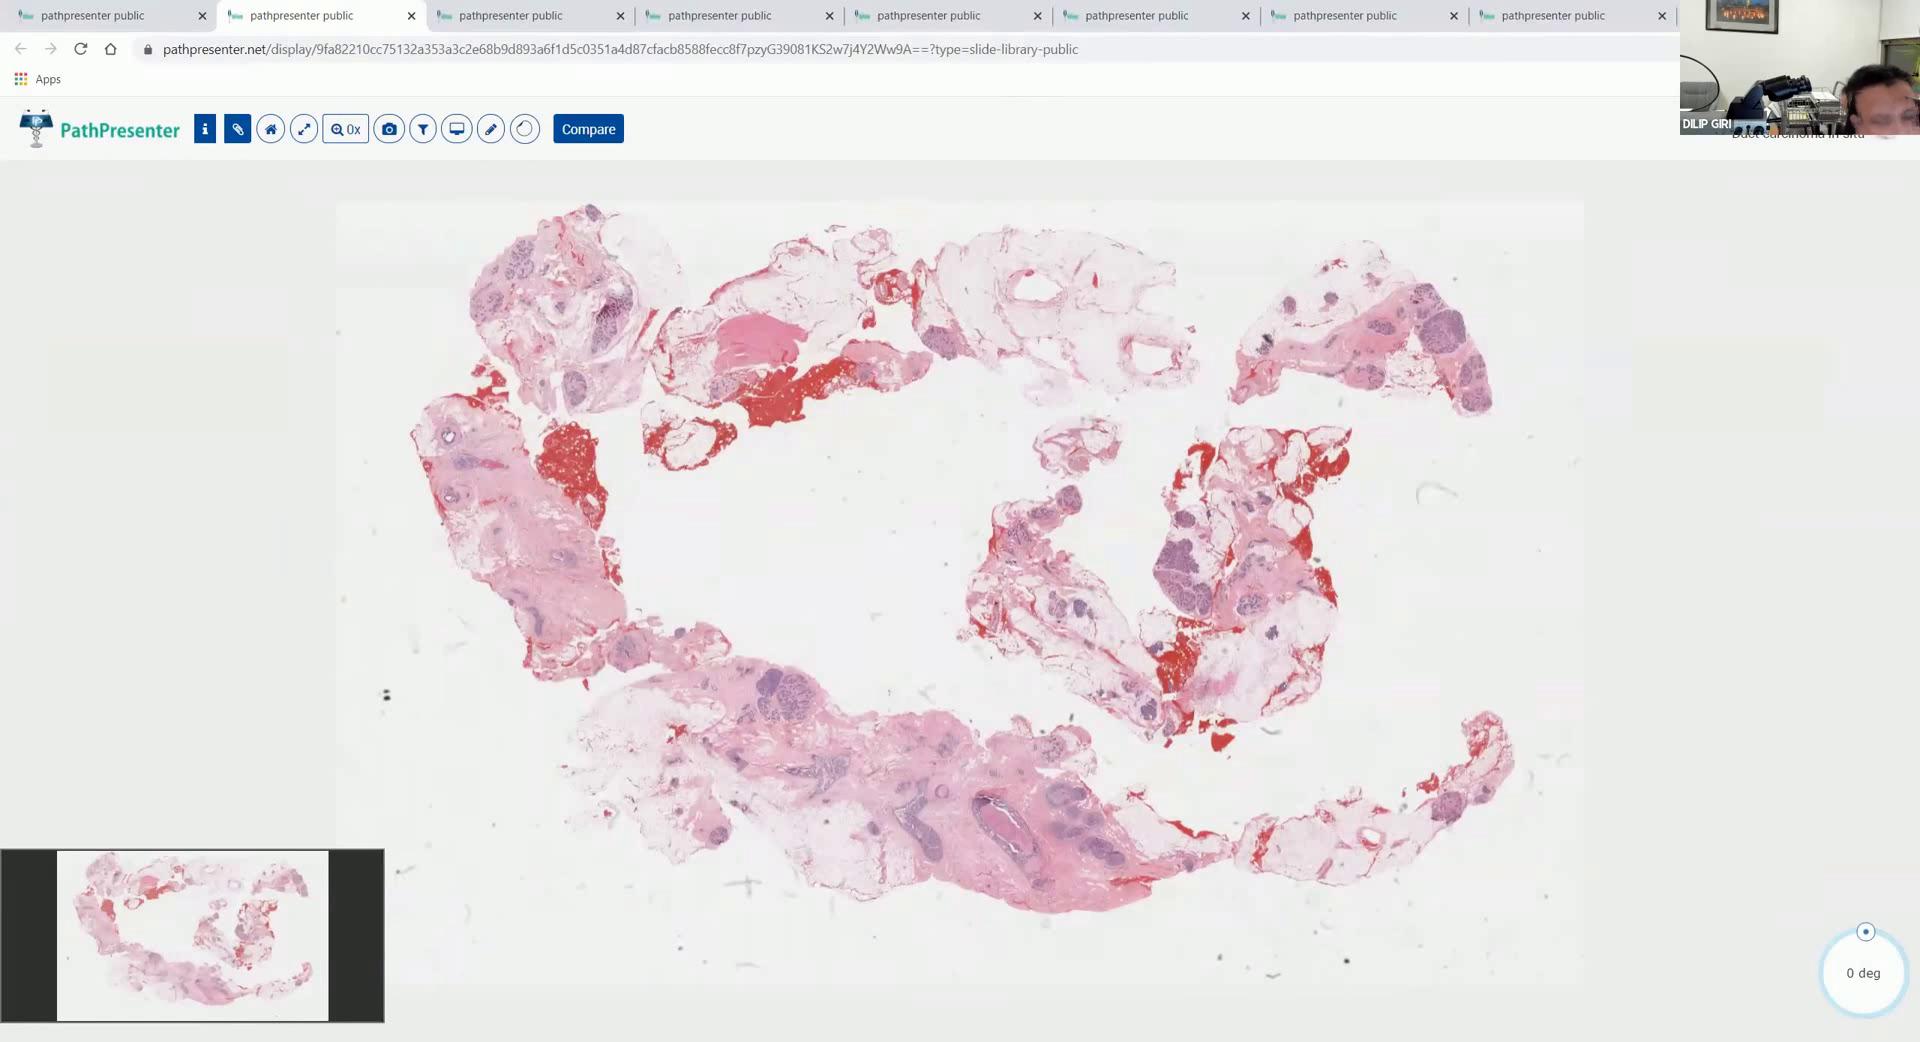 pathpresenter public
pathpresenter public
pathpresenter public
pathpresenter public
pathpresenter public
pathpresenter public
pathpresenter public
pathpresenter public
pathpresenter.net/display/9fa82210cc75132a353a3c2e68b9d893a6f1d5c0351a4d87cfacb8588fecc8f7pzyG39081KS2w7j4Y2Ww9A==?type=slide-library-public
Apps
PathPresenter
0x
Compare
DILIP GIRI
0 deg